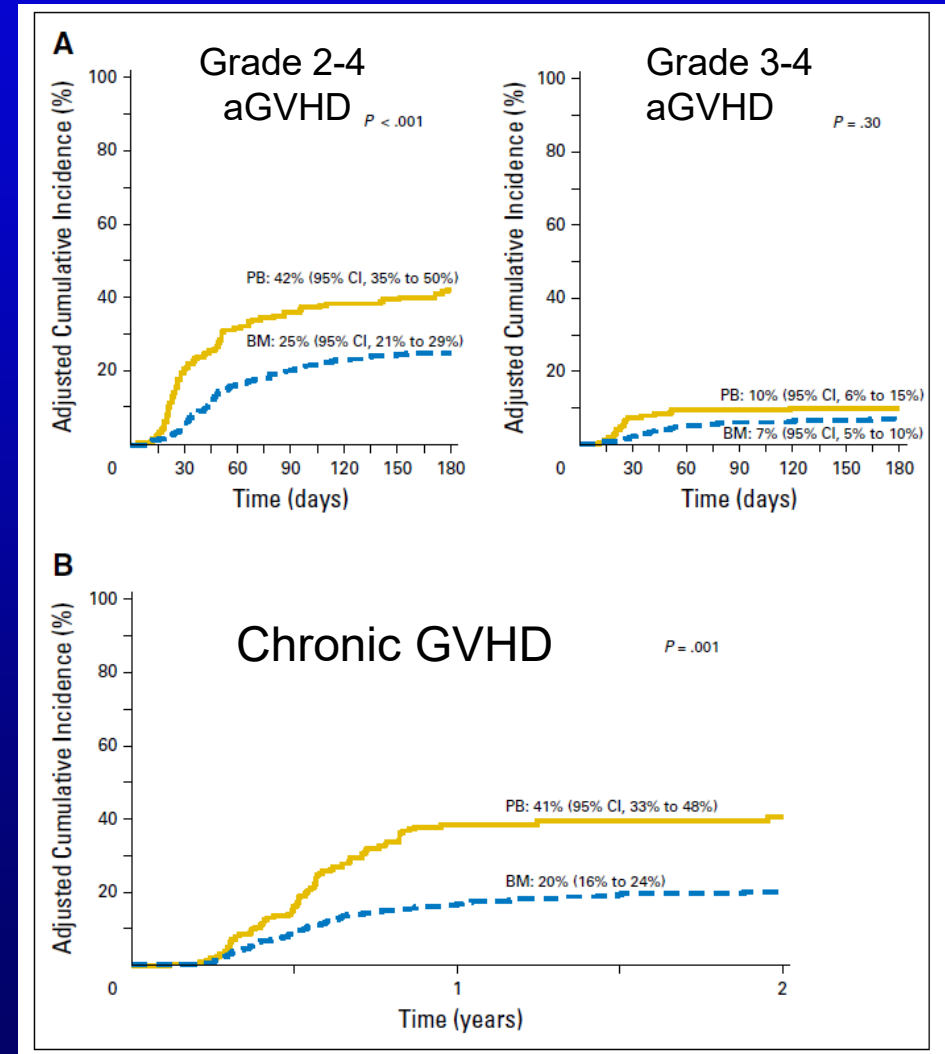 A
Grade 2-4
aGVHD
P < .001
Adjusted Cumulative Incidence (%)
100
80
60
40
20
0
PB: 42% (95% CI, 35% to 50%)
BM: 25% (95% CI, 21% to 29%)
30 60 90 120 150 180
Time (days)
Grade 3-4
aGVHD
P = .30
Adjusted Cumulative Incidence (%)
100
80
60
40
20
0
PB: 10% (95% CI, 6% to 15%)
BM: 7% (95% CI, 5% to 10%)
30 60 90 120 150 180
Time (days)
B
Chronic GVHD
P = .001
Adjusted Cumulative Incidence (%)
100
80
60
40
20
0
PB: 41% (95% CI, 33% to 48%)
BM: 20% (16% to 24%)
1 2
Time (years)